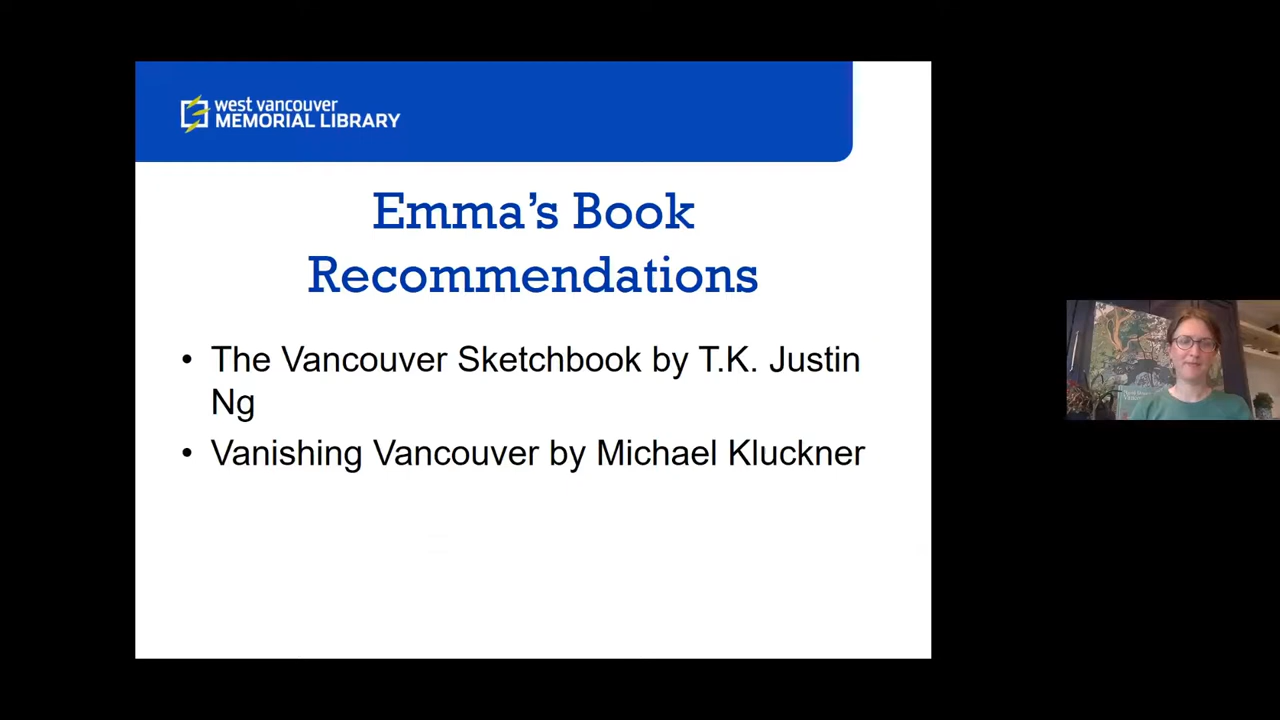 west vancouver
MEMORIAL LIBRARY
Emma’s Book
Recommendations
• The Vancouver Sketchbook by T.K. Justin
Ng
• Vanishing Vancouver by Michael Kluckner